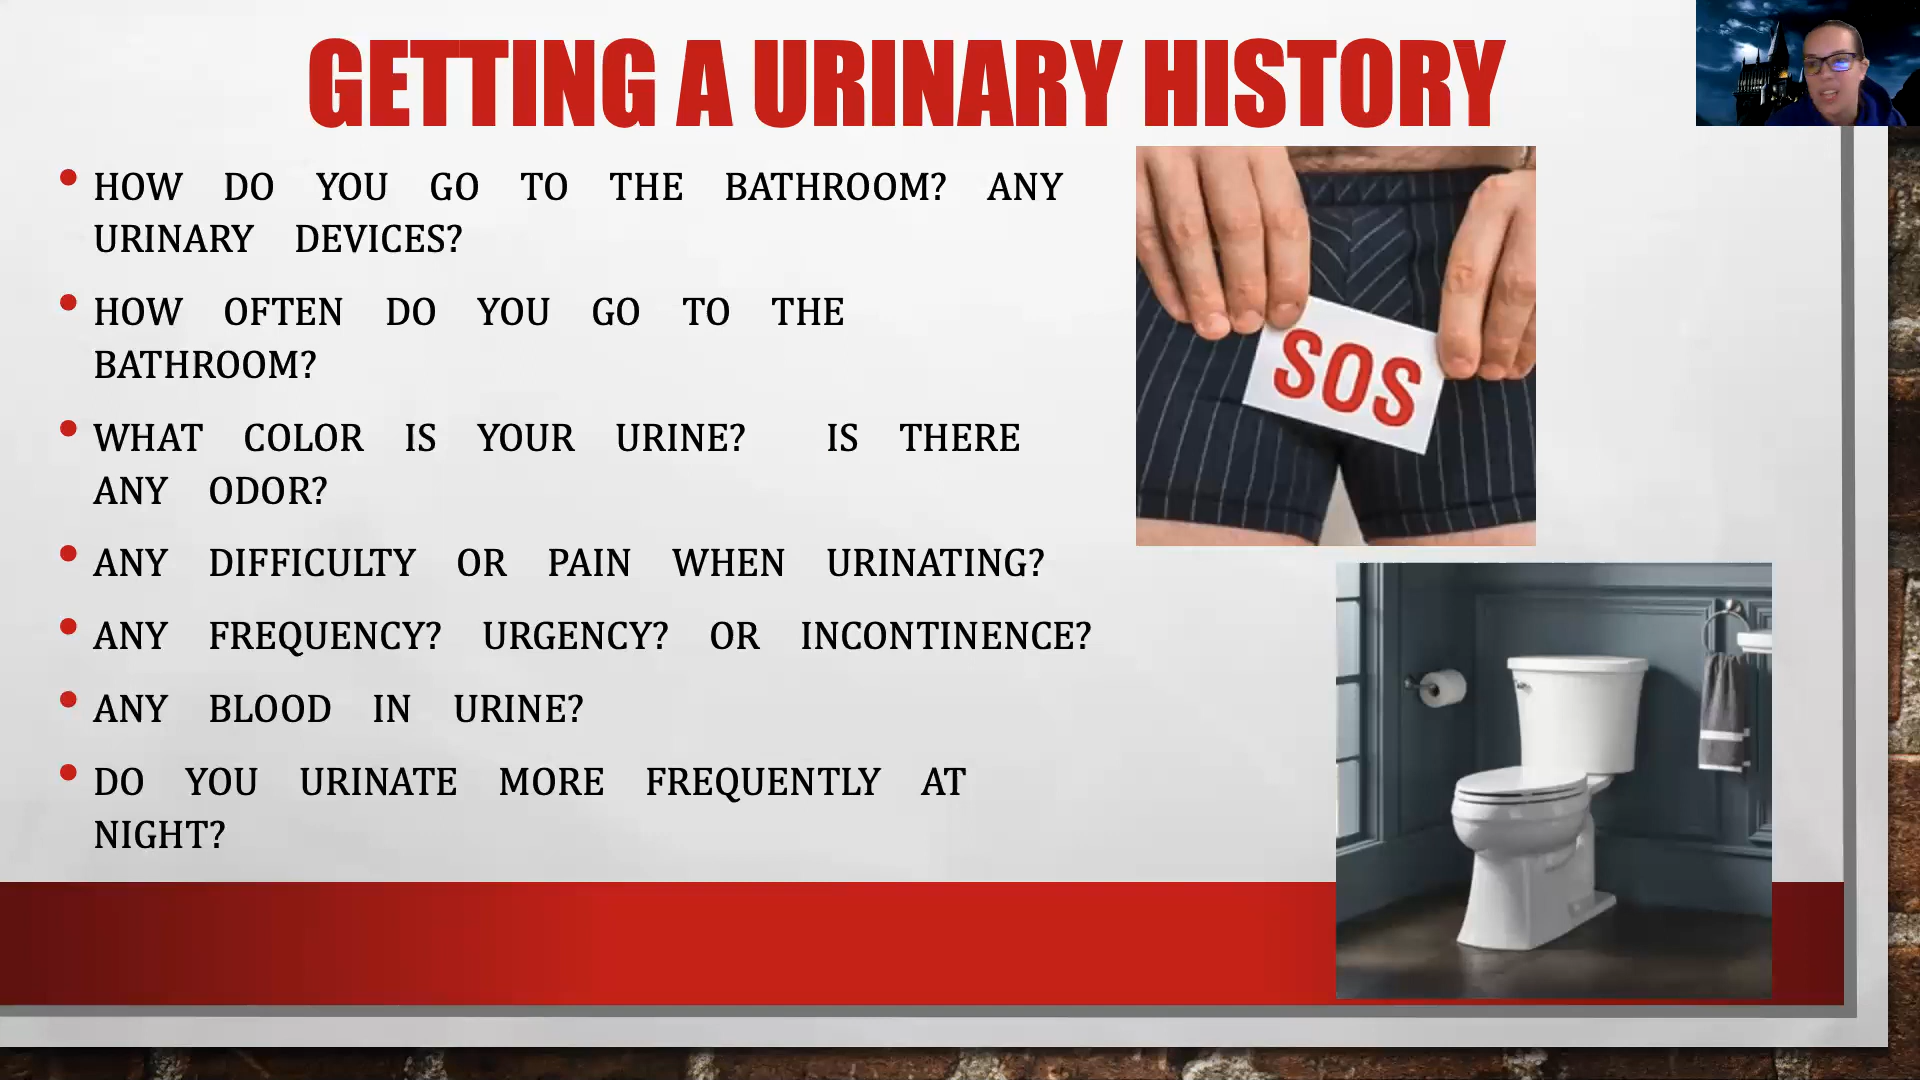 GETTING A URINARY HISTORY
HOW DO YOU GO TO THE BATHROOM? ANY
URINARY DEVICES?
HOW OFTEN DO YOU GO TO THE
BATHROOM?
WHAT COLOR IS YOUR URINE? IS THERE
ANY ODOR?
ANY DIFFICULTY OR PAIN WHEN URINATING?
ANY FREQUENCY? URGENCY? OR INCONTINENCE?
ANY BLOOD IN URINE?
DO YOU URINATE MORE FREQUENTLY AT
NIGHT?
SOS